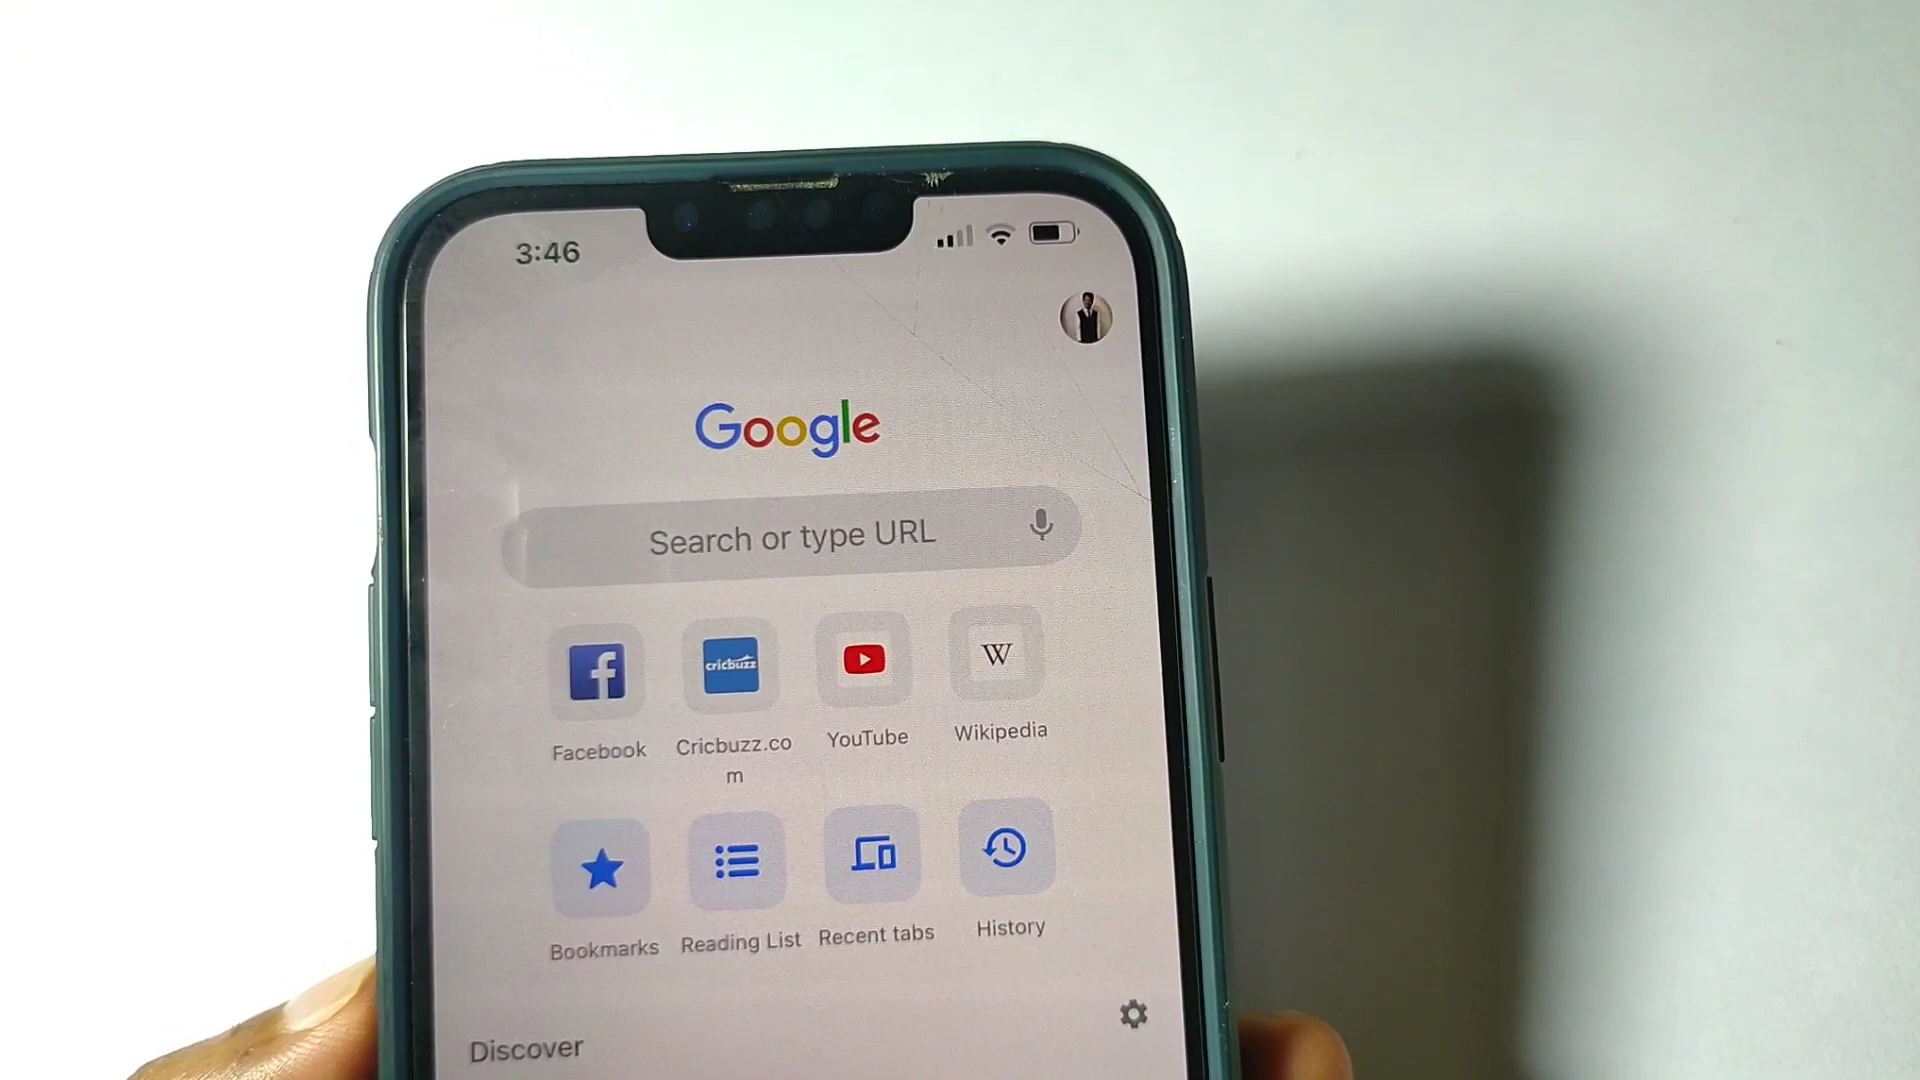 3:46
Google
Search or type URL
f
cricbuzz
W
Facebook
Cricbuzz.co
m
YouTube
Wikipedia
Bookmarks
Reading List
Recent tabs
History
Discover